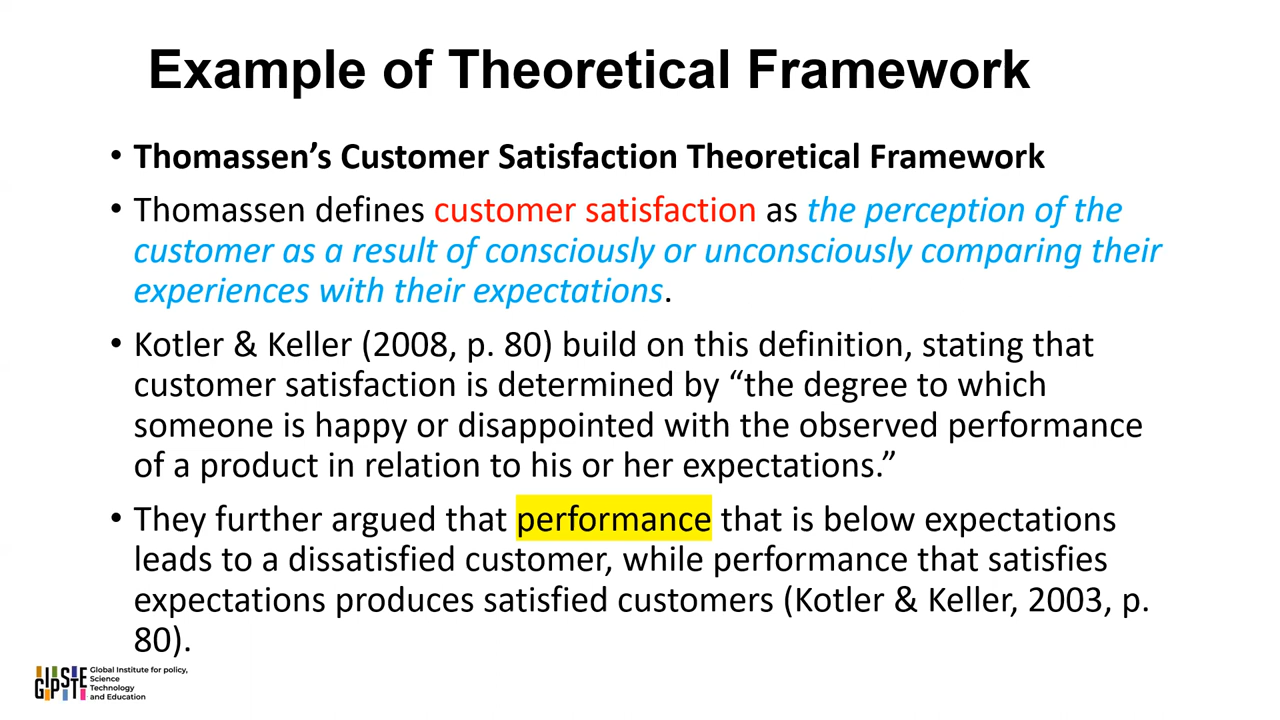 Example of Theoretical Framework
• Thomassen’s Customer Satisfaction Theoretical Framework
• Thomassen defines customer satisfaction as the perception of the
customer as a result of consciously or unconsciously comparing their
experiences with their expectations.
• Kotler & Keller (2008, p. 80) build on this definition, stating that
customer satisfaction is determined by “the degree to which
someone is happy or disappointed with the observed performance
of a product in relation to his or her expectations.”
• They further argued that performance that is below expectations
leads to a dissatisfied customer, while performance that satisfies
expectations produces satisfied customers (Kotler & Keller, 2003, p.
80).
GIPSTE
Global Institute for policy,
Science
Technology
and Education